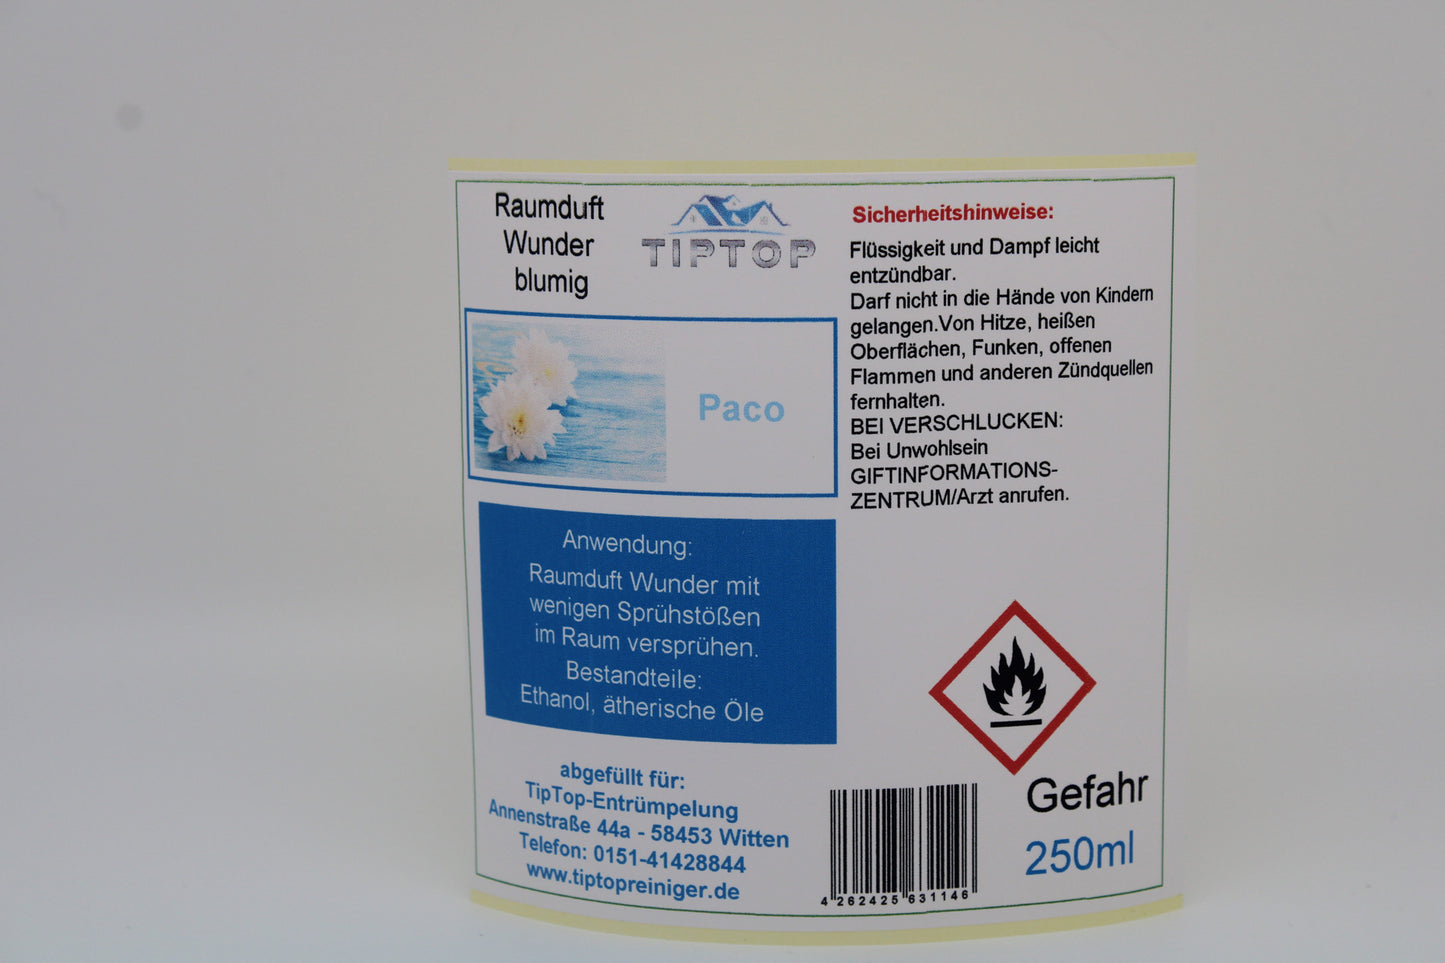 Raumduft
Wunder
blumig
TIPTOP
Paco
Anwendung:
Raumduft Wunder mit
wenigen Sprühstößen
im Raum versprühen.
Bestandteile:
Ethanol, ätherische Öle
abgefüllt für:
TipTop-Entrümpelung
Annenstraße 44a - 58453 Witten
Telefon: 0151-41428844
www.tiptopreiniger.de
Sicherheitshinweise:
Flüssigkeit und Dampf leicht
entzündbar.
Darf nicht in die Hände von Kindern
gelangen.Von Hitze, heißen
Oberflächen, Funken, offenen
Flammen und anderen Zündquellen
fernhalten.
BEI VERSCHLUCKEN:
Bei Unwohlsein
GIFTINFORMATIONS-
ZENTRUM/Arzt anrufen.
Gefahr
250ml
4 262425 631146